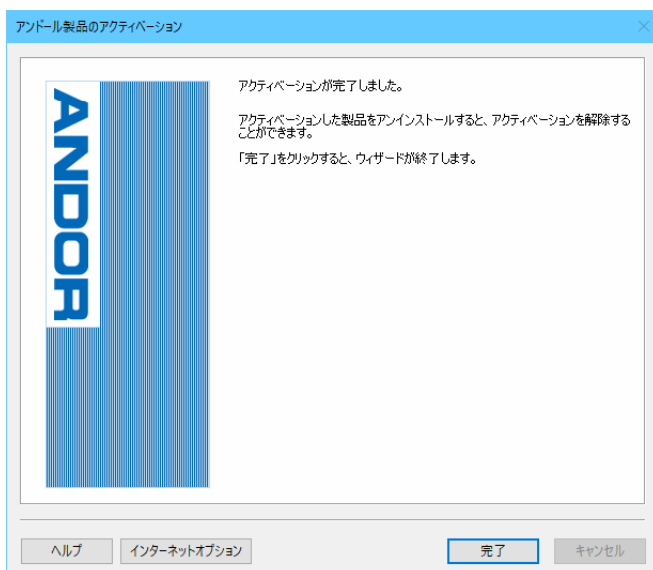 アンドール製品のアクティベーション
ANDOR
アクティベーションが完了しました。
アクティベーションした製品をアンインストールすると、アクティベーションを解除する
ことができます。
「完了」をクリックすると、ウィザードが終了します。
ヘルプ
インターネットオプション
完了
キャンセル